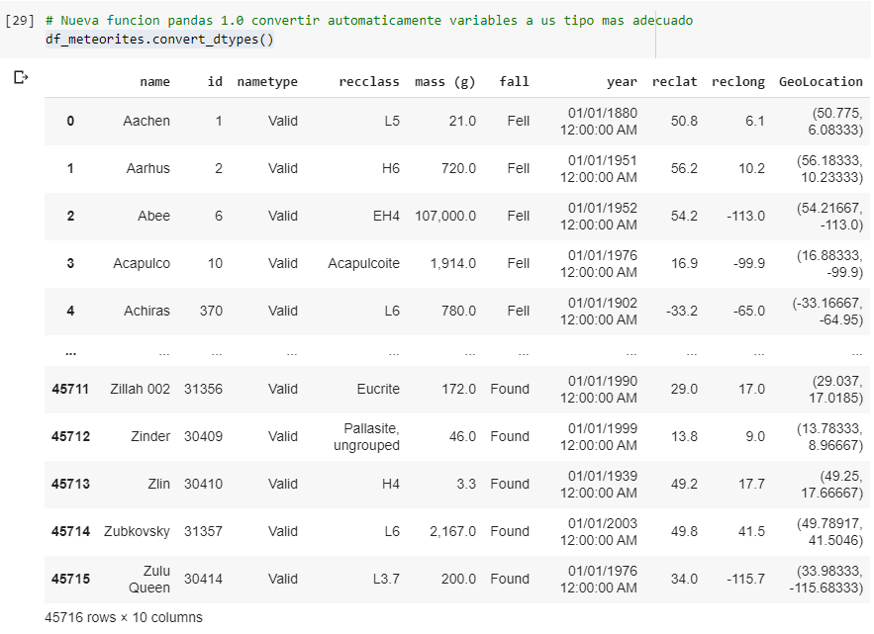 [29] # Nueva funcion pandas 1.0 convertir automaticamente variables a us tipo mas adecuado
df_meteorites.convert_dtypes()
name id nametype recclass mass (g) fall year reclat reclong GeoLocation
0 Aachen 1 Valid L5 21.0 Fell 01/01/1880 12:00:00 AM 50.8 6.1 (50.775, 6.08333)
1 Aarhus 2 Valid H6 720.0 Fell 01/01/1951 12:00:00 AM 56.2 10.2 (56.18333, 10.23333)
2 Abee 6 Valid EH4 107,000.0 Fell 01/01/1952 12:00:00 AM 54.2 -113.0 (54.21667, -113.0)
3 Acapulco 10 Valid Acapulcoite 1,914.0 Fell 01/01/1976 12:00:00 AM 16.9 -99.9 (16.88333, -99.9)
4 Achiras 370 Valid L6 780.0 Fell 01/01/1902 12:00:00 AM -33.2 -65.0 (-33.16667, -64.95)
... ... ... ... ... ... ... ... ... ... ...
45711 Zillah 002 31356 Valid Eucrite 172.0 Found 01/01/1990 12:00:00 AM 29.0 17.0 (29.037, 17.0185)
45712 Zinder 30409 Valid Pallasite, ungrouped 46.0 Found 01/01/1999 12:00:00 AM 13.8 9.0 (13.78333, 8.96667)
45713 Zlin 30410 Valid H4 3.3 Found 01/01/1939 12:00:00 AM 49.2 17.7 (49.25, 17.66667)
45714 Zubkovsky 31357 Valid L6 2,167.0 Found 01/01/2003 12:00:00 AM 49.8 41.5 (49.78917, 41.5046)
45715 Zulu Queen 30414 Valid L3.7 200.0 Found 01/01/1976 12:00:00 AM 34.0 -115.7 (33.98333, -115.68333)
45716 rows × 10 columns